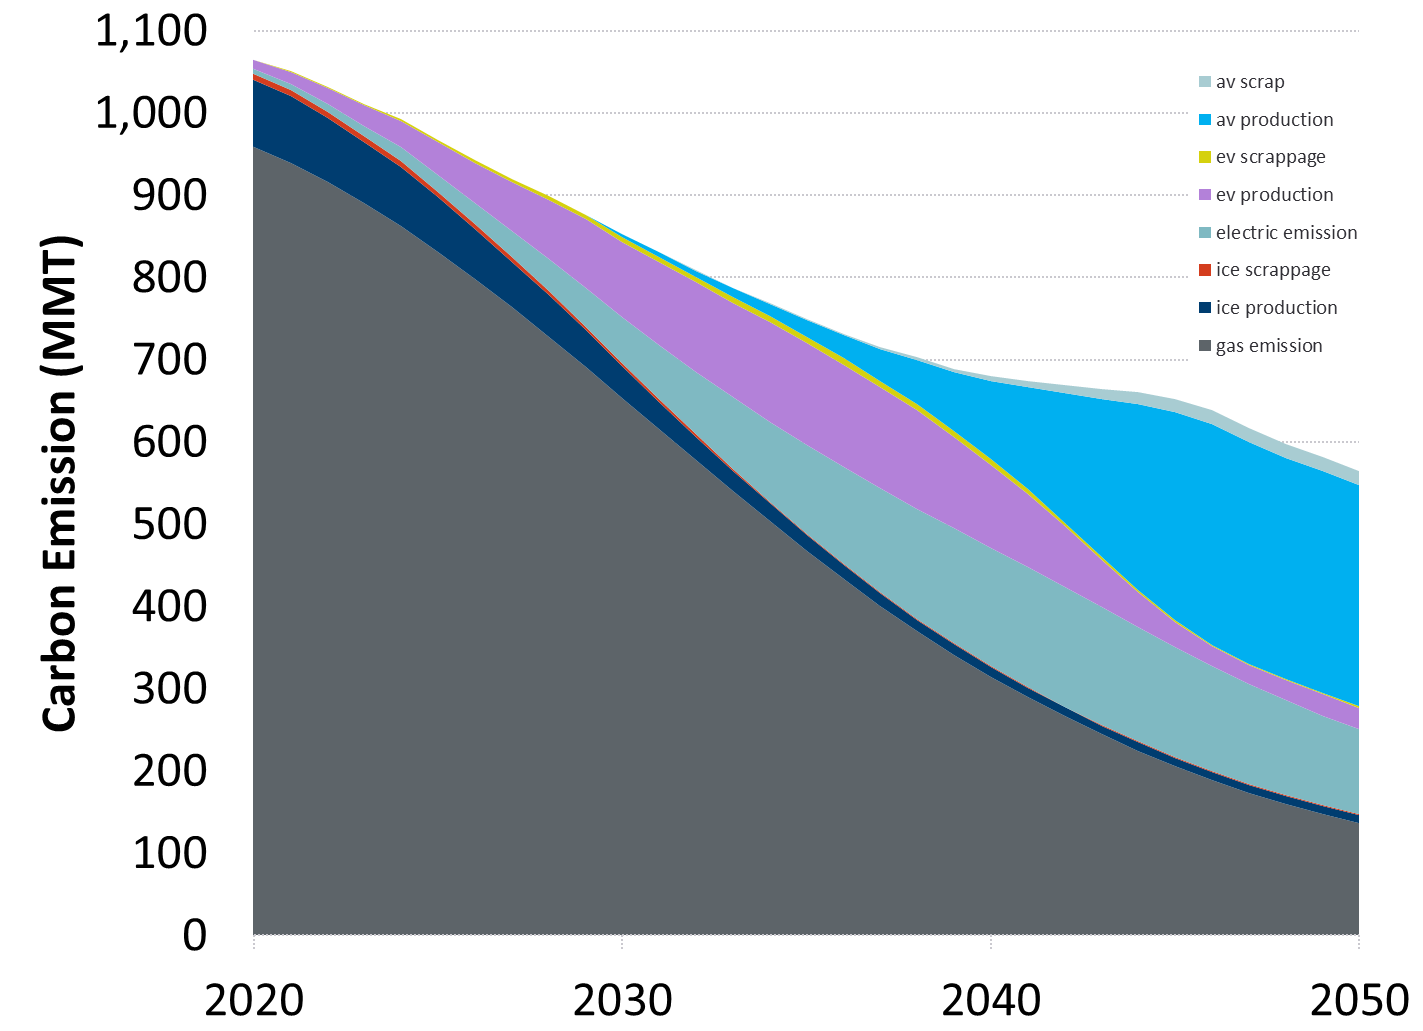 Carbon Emission (MMT)
1,100
1,000
900
800
700
600
500
400
300
200
100
0
2020
2030
2040
2050
av scrap
av production
ev scrappage
ev production
electric emission
ice scrappage
ice production
gas emission